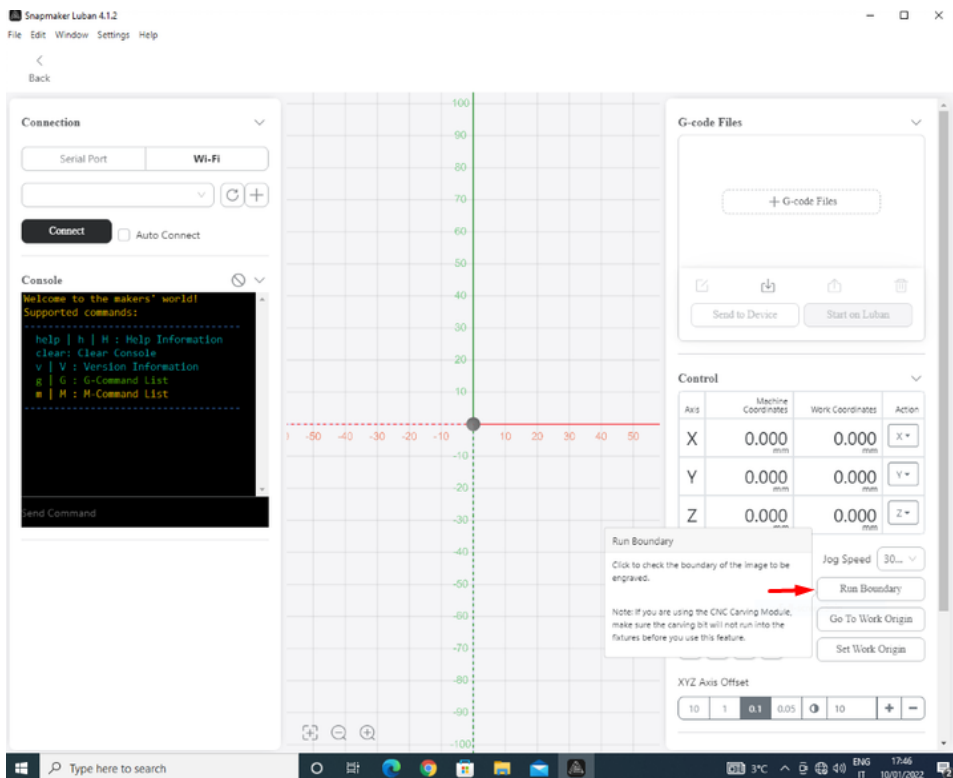 Snapmaker Luban 4.1.2
File Edit Window Settings Help
Back
Connection
Serial Port Wi-Fi
Connect Auto Connect
Console
Welcome to the makers' world!
Supported commands:
----------------------------------------
help | h | H : Help Information
clear: Clear Console
v | V : Version Information
g | G : G-Command List
m | M : M-Command List
----------------------------------------
Send Command
100
90
80
70
60
50
40
30
20
10
-50 -40 -30 -20 -10 10 20 30 40 50
-10
-20
-30
-40
-50
-60
-70
-80
-90
-100
G-code Files
+ G-code Files
Send to Device Start on Luban
Control
Axis Machine Coordinates Work Coordinates Action
X 0.000 mm 0.000 mm X
Y 0.000 mm 0.000 mm Y
Z 0.000 0.000 mm Z
Run Boundary
Click to check the boundary of the image to be
engraved.
Note: If you are using the CNC Carving Module,
make sure the carving bit will not run into the
fixtures before you use this feature.
Jog Speed 30...
Run Boundary
Go To Work Origin
Set Work Origin
XYZ Axis Offset
10 1 0.1 0.05 10 + −
Type here to search
3°C ENG 17:46
IT 10/01/2022
2